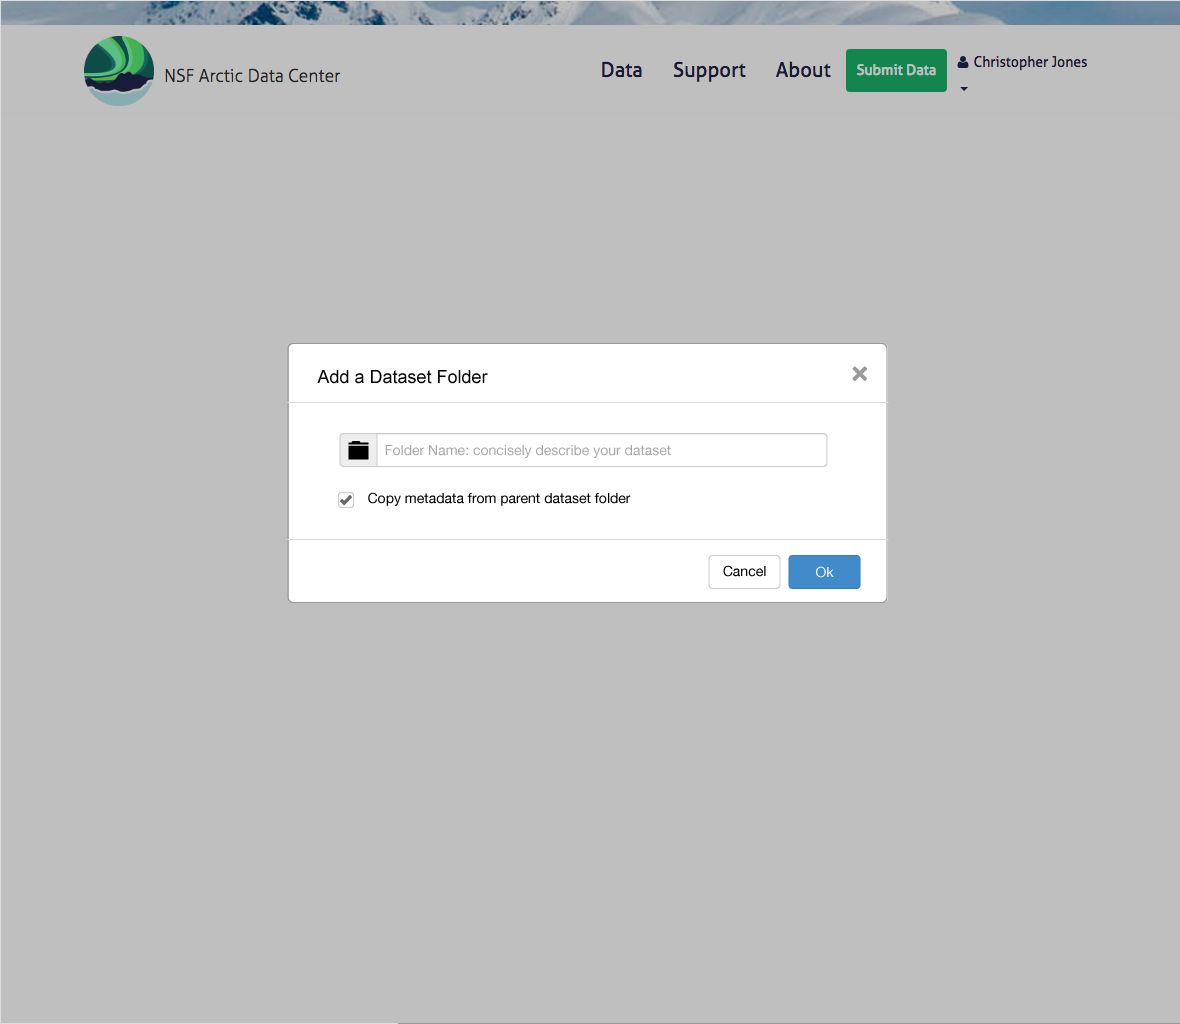 NSF Arctic Data Center
Data
Support
About
Submit Data
Christopher Jones
Add a Dataset Folder
Folder Name: concisely describe your dataset
Copy metadata from parent dataset folder
Cancel
Ok